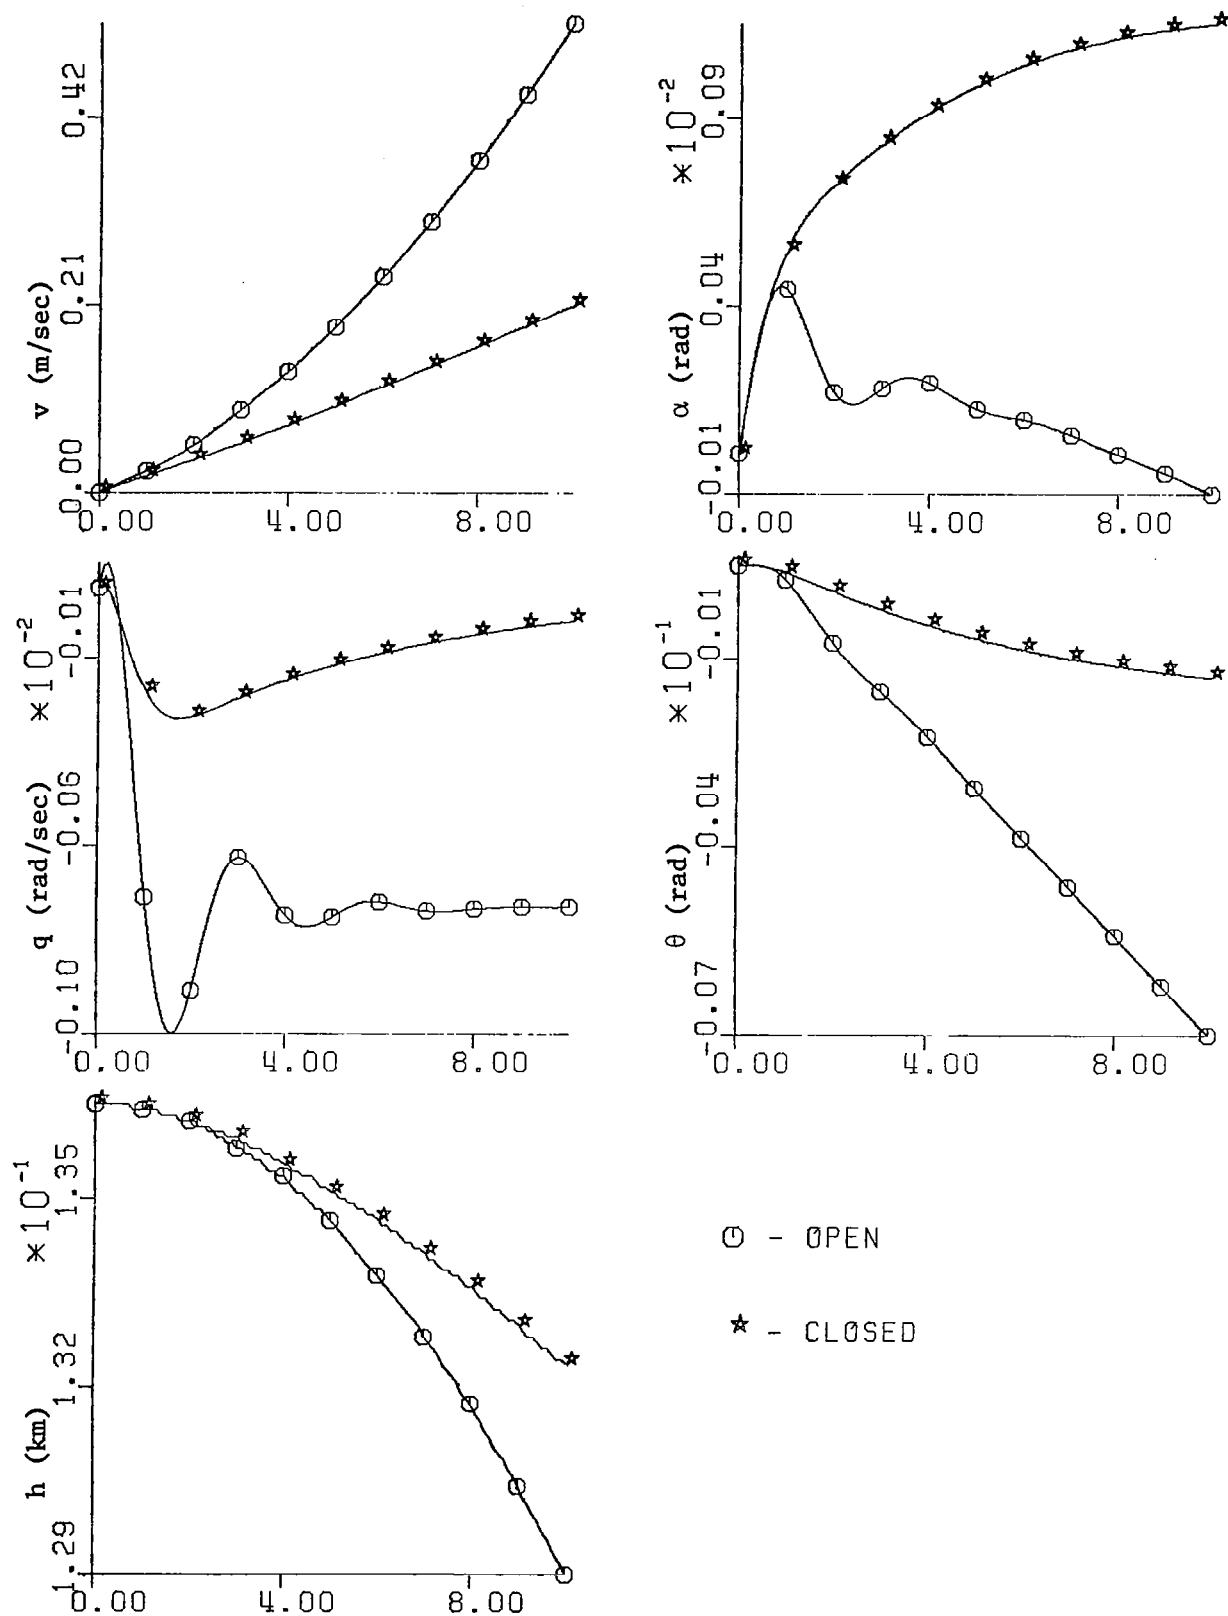 v (m/sec)
0.42
0.21
0.00
0.00 4.00 8.00
α (rad) *10⁻²
0.09
0.04
-0.01
0.00 4.00 8.00
q (rad/sec) *10⁻²
-0.01
-0.06
-0.10
0.00 4.00 8.00
θ (rad) *10⁻¹
-0.01
-0.04
-0.07
0.00 4.00 8.00
h (km) *10⁻¹
1.35
1.32
1.29
0.00 4.00 8.00
- OPEN
- CLOSED